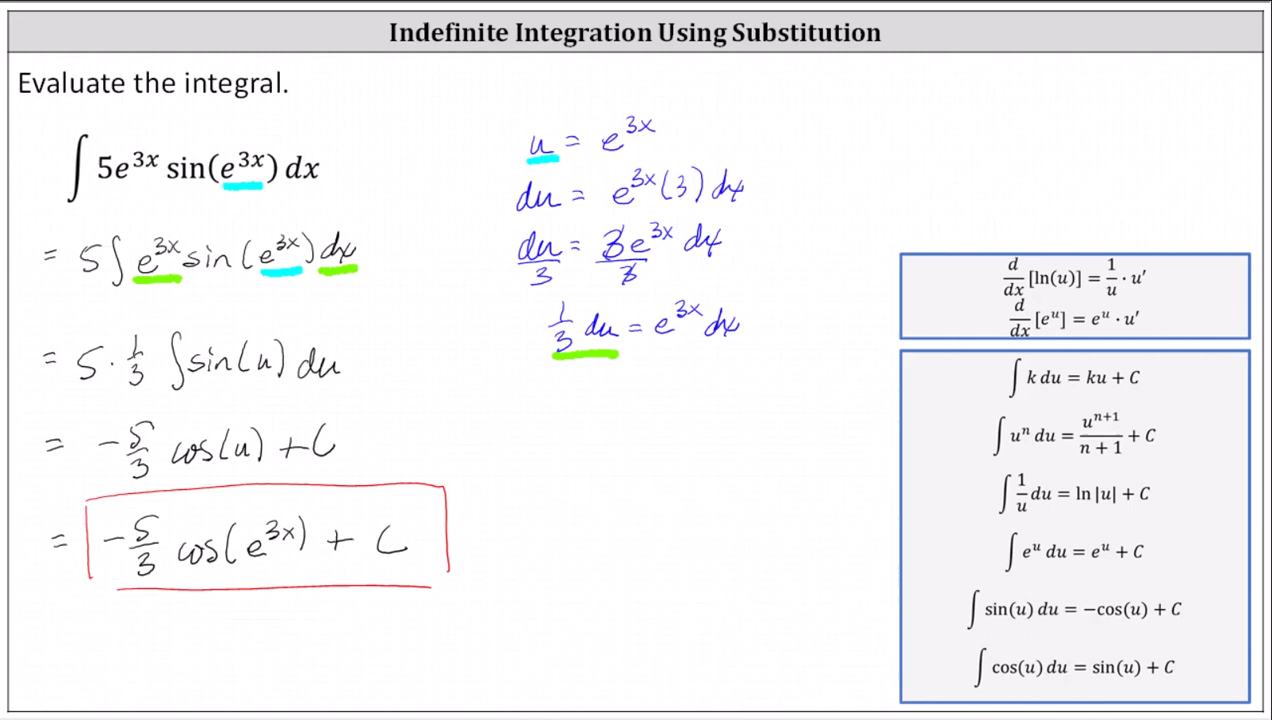 Indefinite Integration Using Substitution
Evaluate the integral.
∫ 5e^{3x} sin(e^{3x}) dx
= 5 ∫ e^{3x} sin(e^{3x}) dx
= 5 · 1/3 ∫ sin(u) du
= -5/3 cos(u) + C
= -5/3 cos(e^{3x}) + C
u = e^{3x}
du = e^{3x}(3) dx
du/3 = 3e^{3x}/3 dx
1/3 du = e^{3x} dx
d/dx [ln(u)] = 1/u · u′
d/dx [e^u] = e^u · u′
∫ k du = ku + C
∫ u^n du = u^{n+1}/(n + 1) + C
∫ 1/u du = ln|u| + C
∫ e^u du = e^u + C
∫ sin(u) du = −cos(u) + C
∫ cos(u) du = sin(u) + C